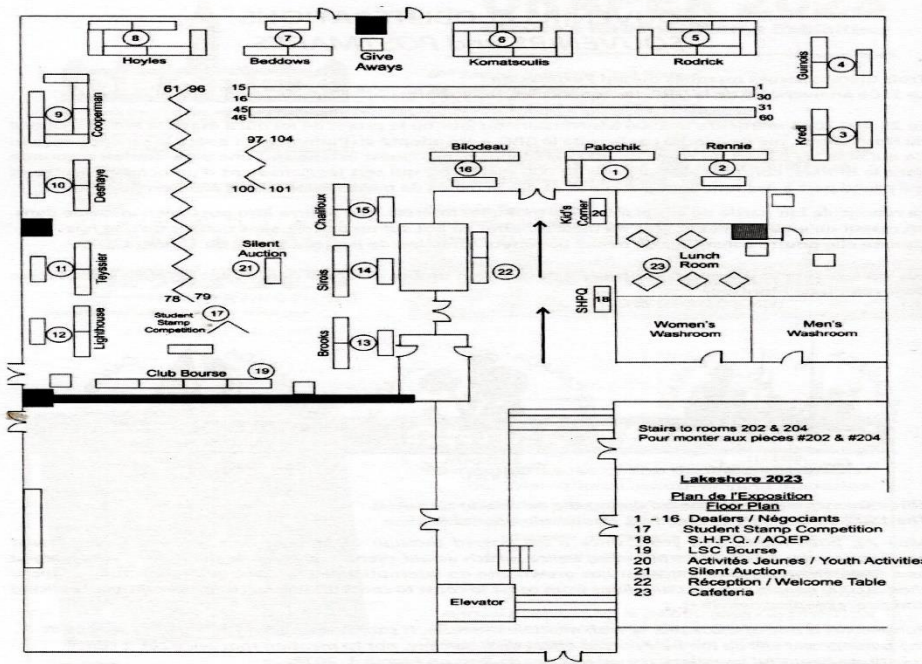 8
7
6
5
Hoyles
Beddows
Give
Aways
Komatsoulis
Rodrick
Guinois
4
61 96
15
16
45
46
1
30
31
60
9
Cooperman
97 104
Kredi
3
100 101
Bilodeau
16
Palochik
1
Rennie
2
10
Deshaye
Chalifoux
15
Kid's
Corner
20
Silent
Auction
21
11
Teyssier
Sirois
14
22
23
Lunch
Room
78 79
17
Student
Stamp
Competition
SHPQ
18
12
Lighthouse
Brooks
13
Women's
Washroom
Men's
Washroom
Club Bourse
19
Stairs to rooms 202 & 204
Pour monter aux pieces #202 & #204
Lakeshore 2023
Plan de l'Exposition
Floor Plan
1 - 16 Dealers / Négociants
17 Student Stamp Competition
18 S.H.P.Q. / AQEP
19 LSC Bourse
20 Activités Jeunes / Youth Activities
21 Silent Auction
22 Réception / Welcome Table
23 Cafeteria
Elevator